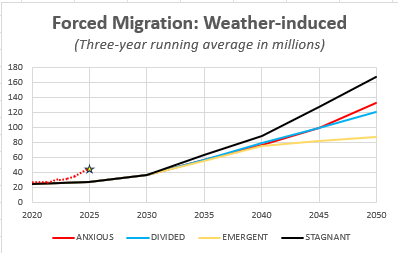 Forced Migration: Weather-induced
(Three-year running average in millions)
180
160
140
120
100
80
60
40
20
0
2020 2025 2030 2035 2040 2045 2050
ANXIOUS DIVIDED EMERGENT STAGNANT